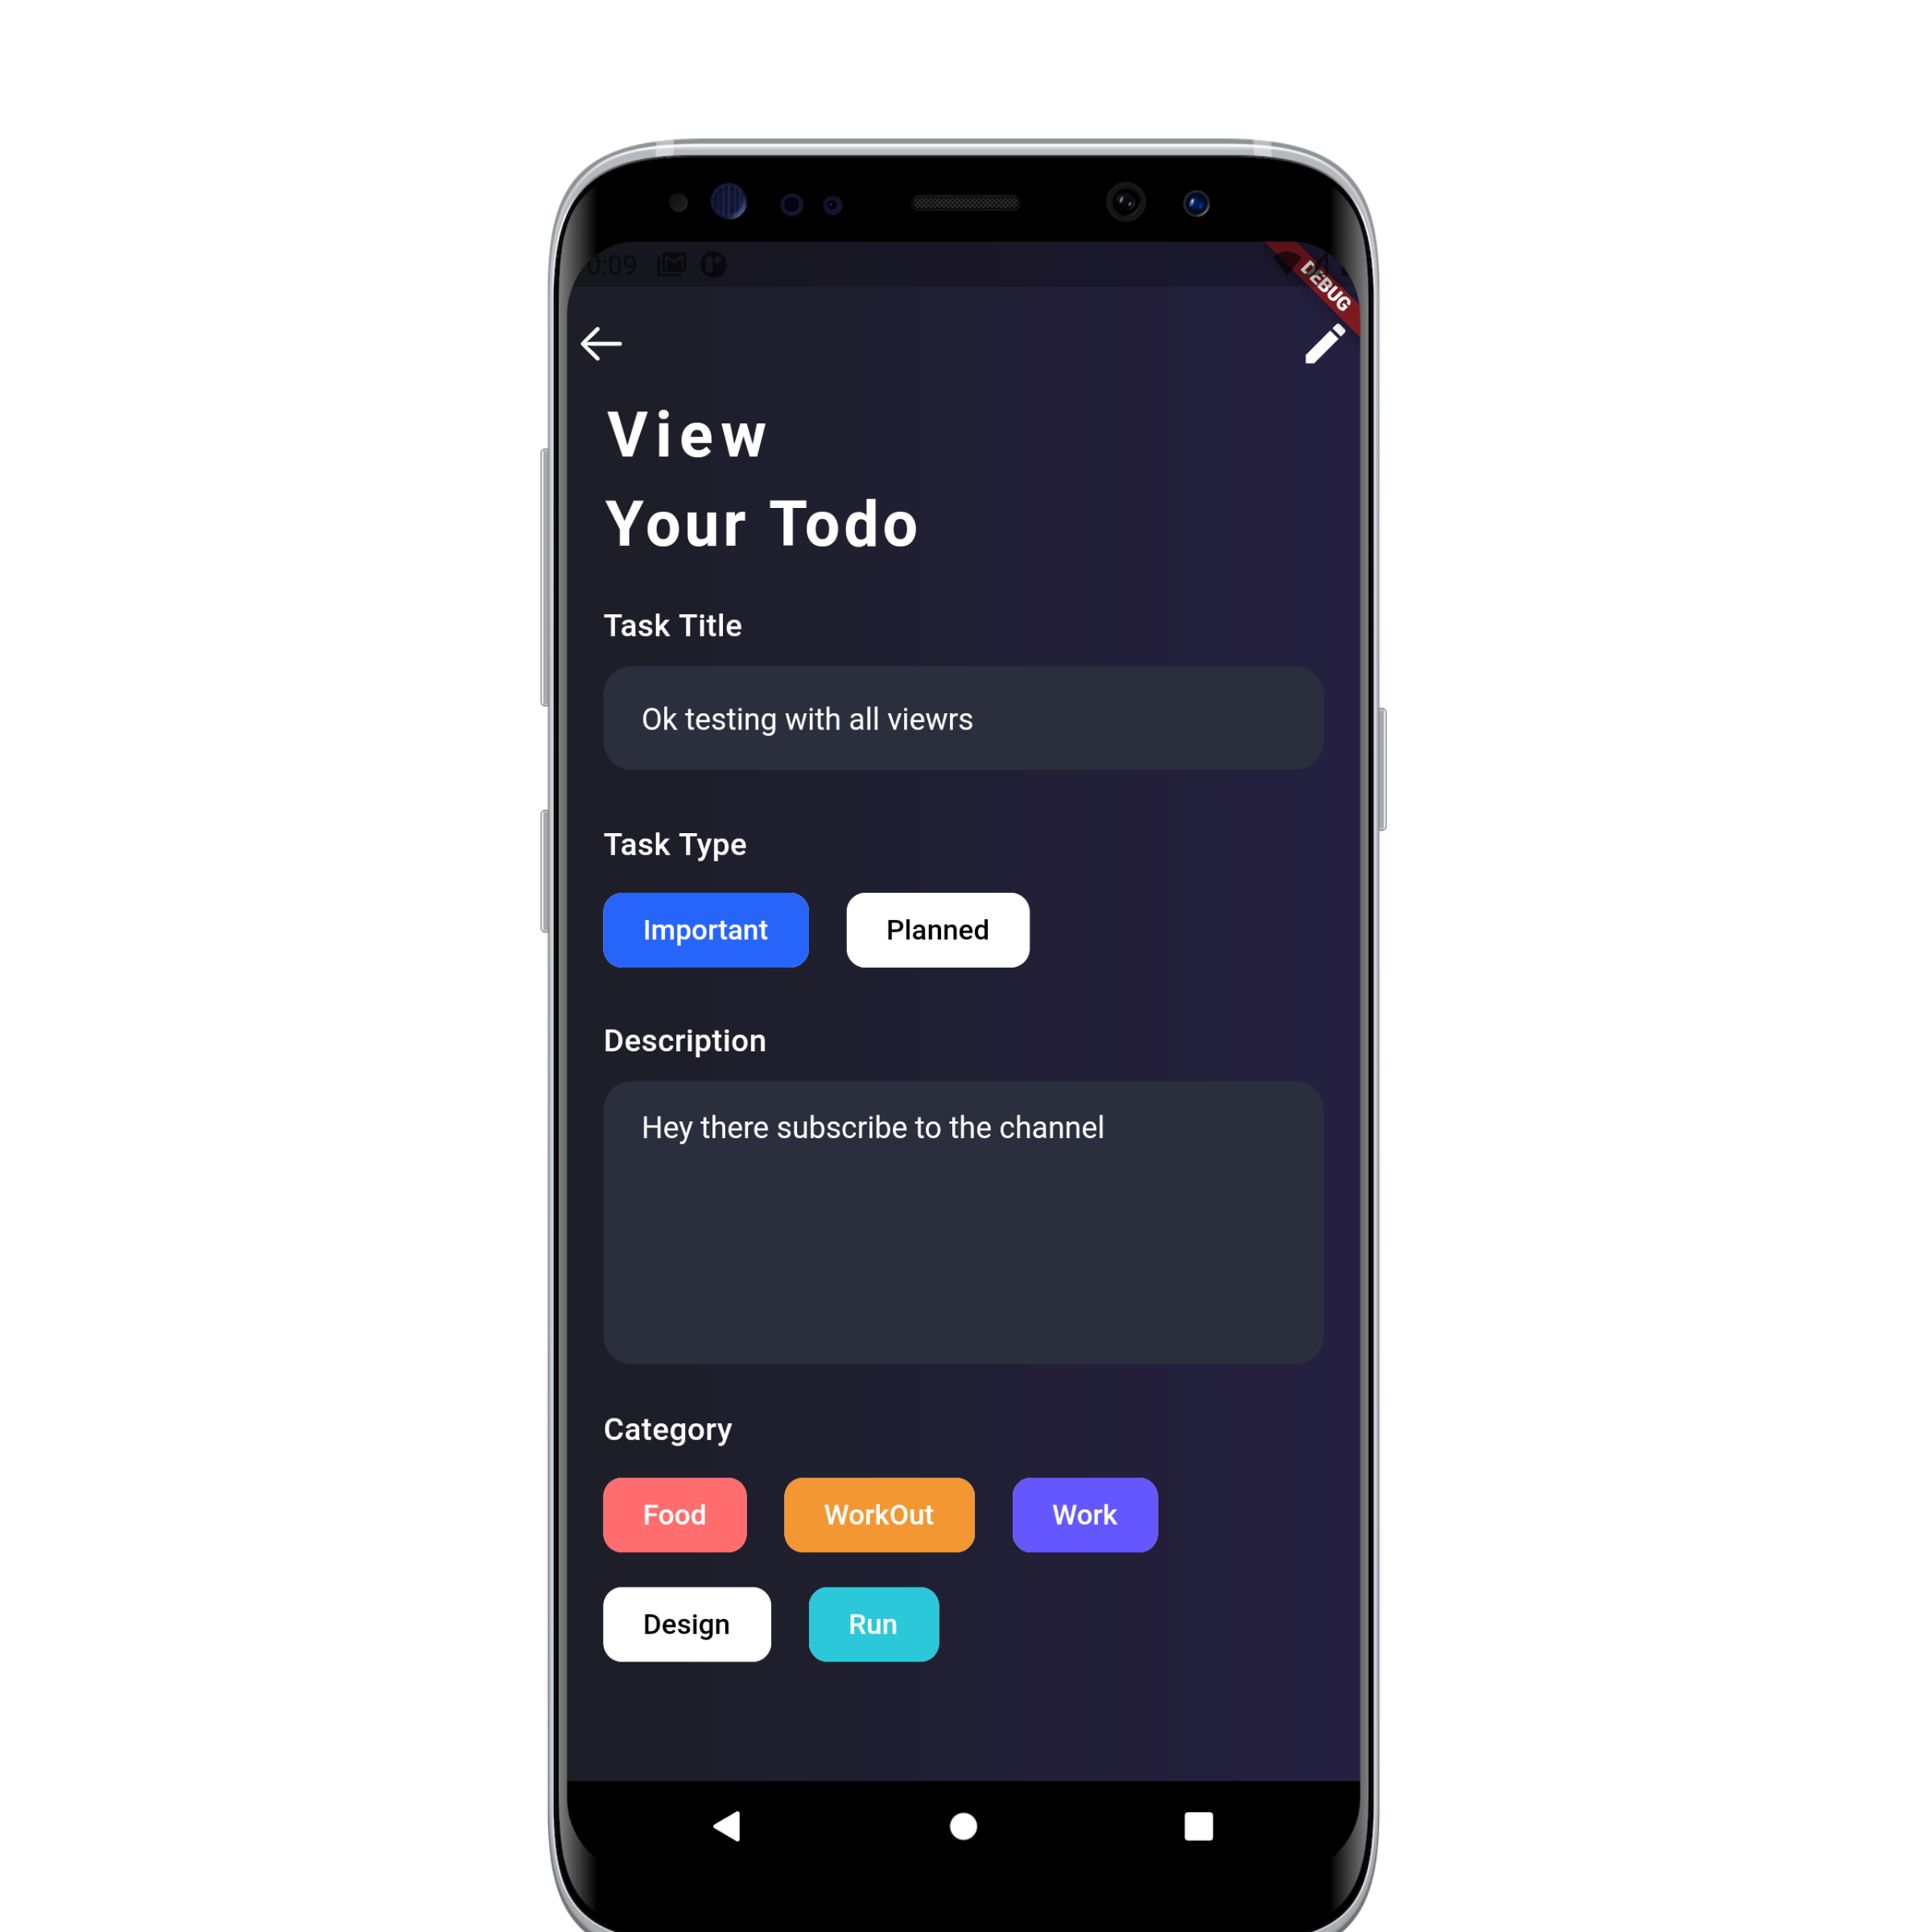 0:09
DEBUG
View
Your Todo
Task Title
Ok testing with all viewrs
Task Type
Important Planned
Description
Hey there subscribe to the channel
Category
Food WorkOut Work
Design Run